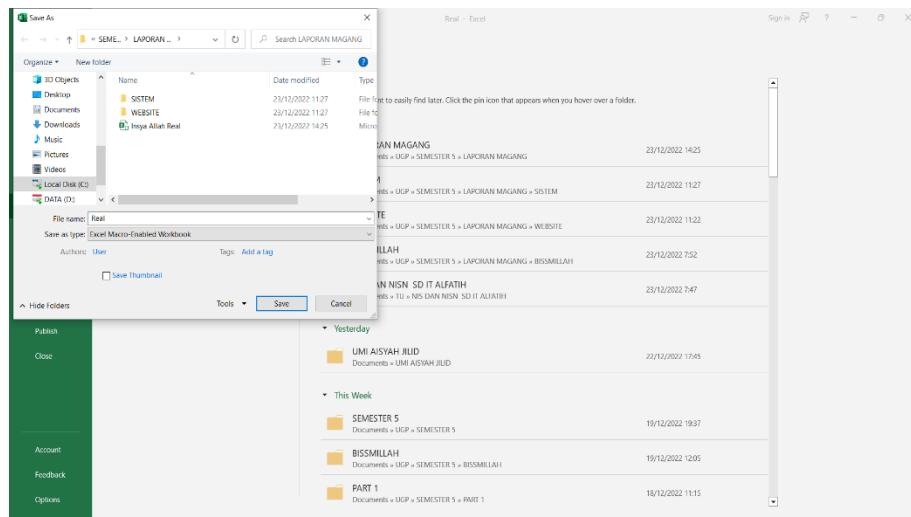 Save As
« SEME... › LAPORAN ... ›
Search LAPORAN MAGANG
Organize
New folder
3D Objects
Desktop
Documents
Downloads
Music
Pictures
Videos
Local Disk (C:)
DATA (D:)
Name Date modified Type
SISTEM 23/12/2022 11:27 File fo
WEBSITE 23/12/2022 11:27 File fo
Insya Allah Real 23/12/2022 14:25 Micro
File name: Real
Save as type: Excel Macro-Enabled Workbook
Authors: User
Tags: Add a tag
Save Thumbnail
Hide Folders
Tools Save Cancel
Real - Excel
Sign in ?
nt to easily find later. Click the pin icon that appears when you hover over a folder.
AN MAGANG 23/12/2022 14:25
ents » UGP » SEMESTER 5 » LAPORAN MAGANG
23/12/2022 11:27
ents » UGP » SEMESTER 5 » LAPORAN MAGANG » SISTEM
TE 23/12/2022 11:22
ents » UGP » SEMESTER 5 » LAPORAN MAGANG » WEBSITE
ILLAH 23/12/2022 7:52
ents » UGP » SEMESTER 5 » LAPORAN MAGANG » BISSMILLAH
AN NISN SD IT ALFATIH 23/12/2022 7:47
ents » TU » NIS DAN NISN SD IT ALFATIH
Yesterday
UMI AISYAH JILID 22/12/2022 17:45
Documents » UMI AISYAH JILID
This Week
SEMESTER 5 19/12/2022 19:37
Documents » UGP » SEMESTER 5
BISSMILLAH 19/12/2022 12:05
Documents » UGP » SEMESTER 5 » BISSMILLAH
PART 1 18/12/2022 11:15
Documents » UGP » SEMESTER 5 » PART 1
Publish
Close
Account
Feedback
Options